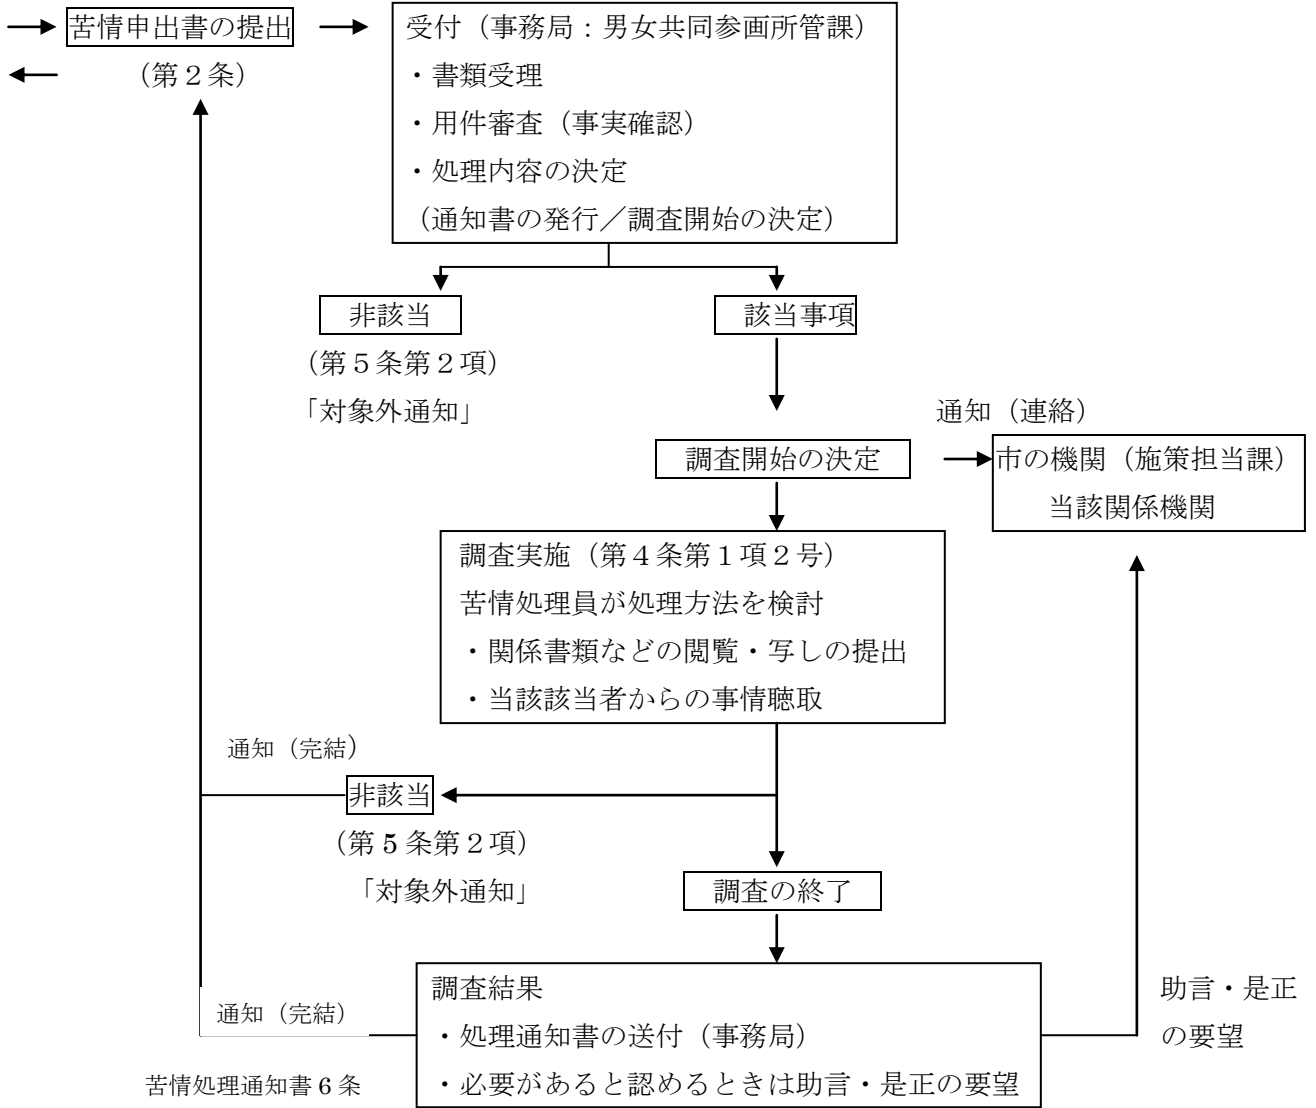 苦情申出書の提出
(第2条)
受付(事務局:男女共同参画所管課)
・書類受理
・用件審査(事実確認)
・処理内容の決定
(通知書の発行/調査開始の決定)
非該当
(第5条第2項)
「対象外通知」
該当事項
調査開始の決定
通知(連絡)
市の機関(施策担当課)
当該関係機関
調査実施(第4条第1項2号)
苦情処理員が処理方法を検討
・関係書類などの閲覧・写しの提出
・当該該当者からの事情聴取
通知(完結)
非該当
(第5条第2項)
「対象外通知」
調査の終了
調査結果
・処理通知書の送付(事務局)
・必要があると認めるときは助言・是正の要望
通知(完結)
苦情処理通知書6条
助言・是正
の要望